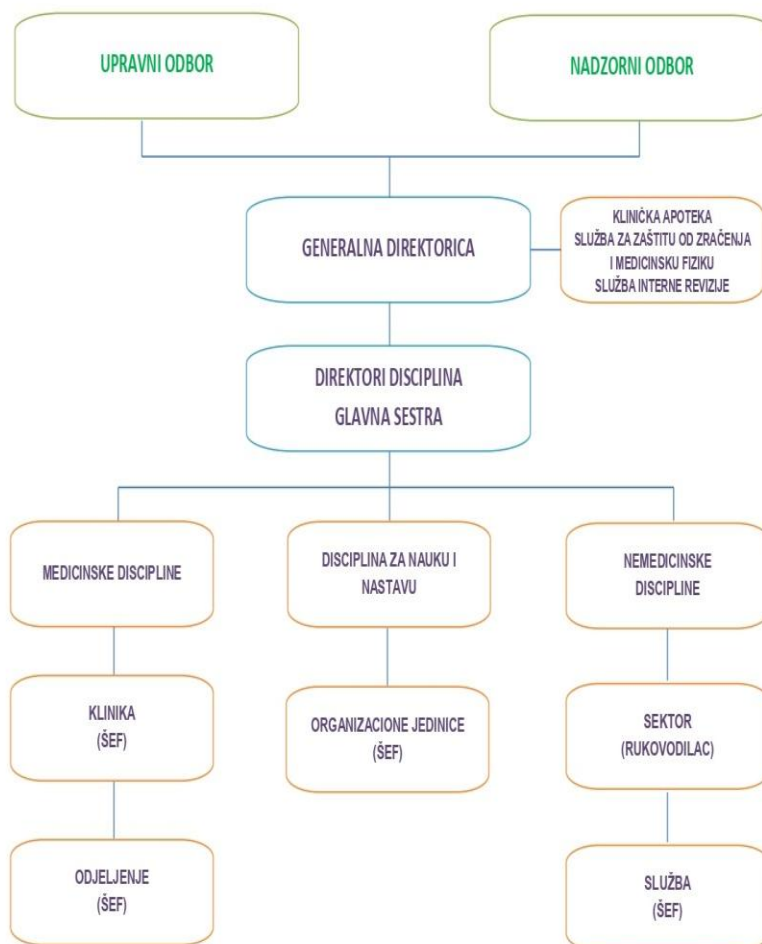 UPRAVNI ODBOR
NADZORNI ODBOR
GENERALNA DIREKTORICA
KLINIČKA APOTEKA
SLUŽBA ZA ZAŠTITU OD ZRAČENJA
I MEDICINSKU FIZIKU
SLUŽBA INTERNE REVIZIJE
DIREKTORI DISCIPLINA
GLAVNA SESTRA
MEDICINSKE DISCIPLINE
DISCIPLINA ZA NAUKU I
NASTAVU
NEMEDICINSKE
DISCIPLINE
KLINIKA
(ŠEF)
ORGANIZACIONE JEDINICE
(ŠEF)
SEKTOR
(RUKOVODILAC)
ODJELJENJE
(ŠEF)
SLUŽBA
(ŠEF)